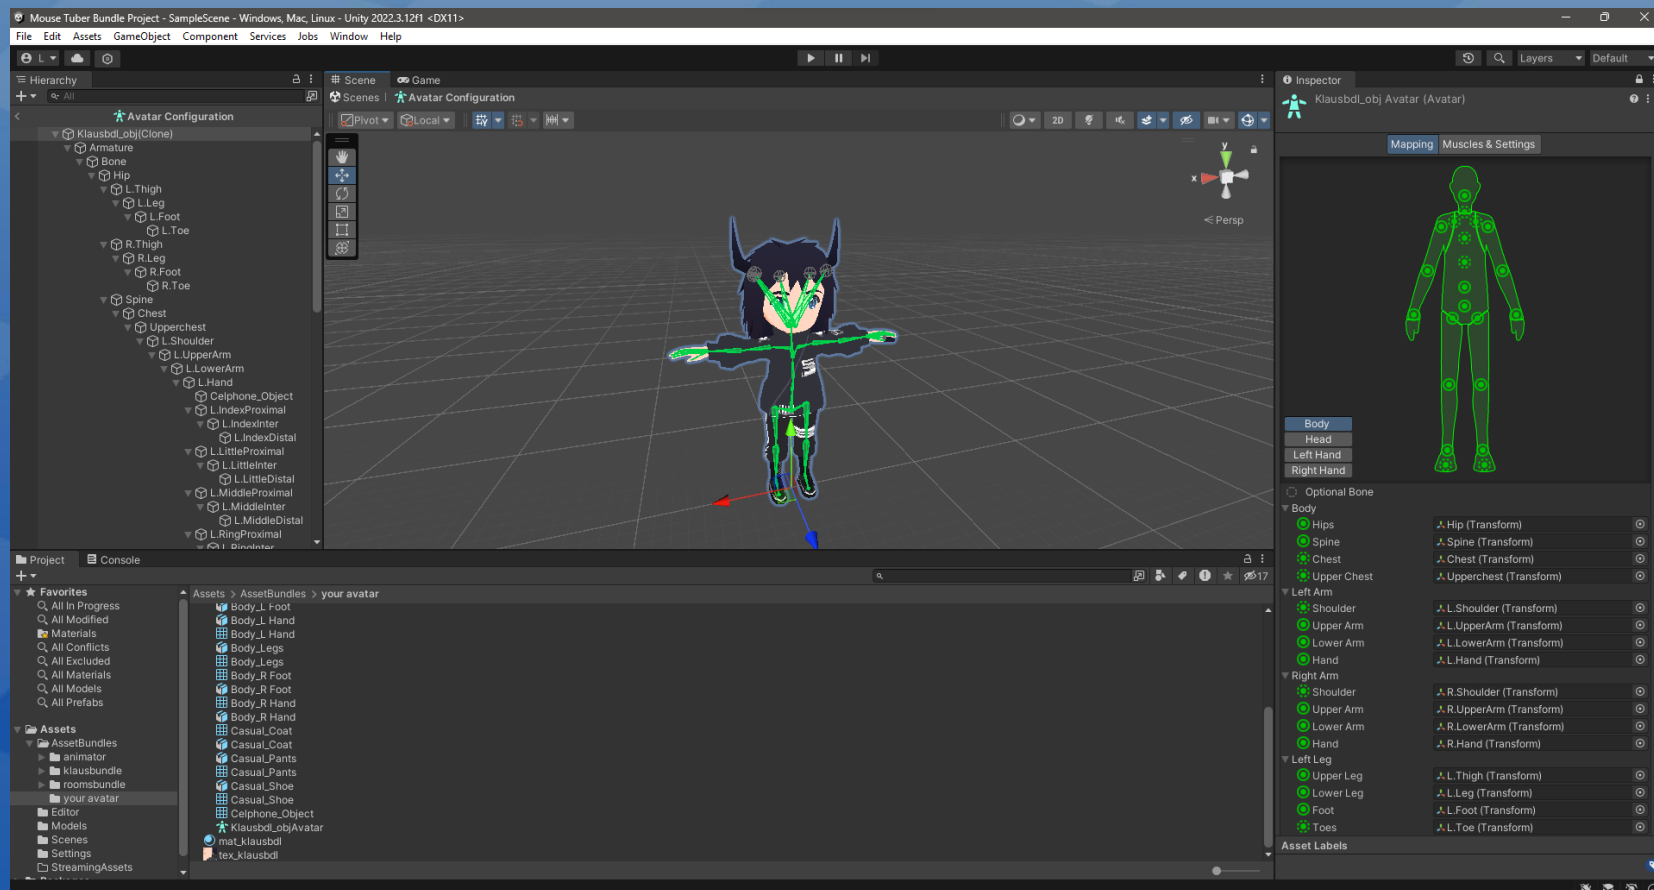 Mouse Tuber Bundle Project - SampleScene - Windows, Mac, Linux - Unity 2022.3.12f1 <DX11>
File Edit Assets GameObject Component Services Jobs Window Help
L Layers Default
Hierarchy
All
Avatar Configuration
Klausbdl_obj(Clone)
Armature
Bone
Hip
L.Thigh
L.Leg
L.Foot
L.Toe
R.Thigh
R.Leg
R.Foot
R.Toe
Spine
Chest
Upperchest
L.Shoulder
L.UpperArm
L.LowerArm
L.Hand
Celphone_Object
L.IndexProximal
L.IndexInter
L.IndexDistal
L.LittleProximal
L.LittleInter
L.LittleDistal
L.MiddleProximal
L.MiddleInter
L.MiddleDistal
L.RingProximal
L.RingInter
Scene Game
Scenes | Avatar Configuration
Pivot Local 2D
y
x
Persp
Inspector
Klausbdl_obj Avatar (Avatar)
Mapping Muscles & Settings
Body
Head
Left Hand
Right Hand
Optional Bone
Body
Hips Hip (Transform)
Spine Spine (Transform)
Chest Chest (Transform)
Upper Chest Upperchest (Transform)
Left Arm
Shoulder L.Shoulder (Transform)
Upper Arm L.UpperArm (Transform)
Lower Arm L.LowerArm (Transform)
Hand L.Hand (Transform)
Right Arm
Shoulder R.Shoulder (Transform)
Upper Arm R.UpperArm (Transform)
Lower Arm R.LowerArm (Transform)
Hand R.Hand (Transform)
Left Leg
Upper Leg L.Thigh (Transform)
Lower Leg L.Leg (Transform)
Foot L.Foot (Transform)
Toes L.Toe (Transform)
Asset Labels
Project Console
17
Favorites
All In Progress
All Modified
Materials
All Conflicts
All Excluded
All Materials
All Models
All Prefabs
Assets
AssetBundles
animator
klausbundle
roomsbundle
your avatar
Editor
Models
Scenes
Settings
StreamingAssets
Assets > AssetBundles > your avatar
Body_L Foot
Body_L Hand
Body_L Hand
Body_Legs
Body_Legs
Body_R Foot
Body_R Foot
Body_R Hand
Body_R Hand
Casual_Coat
Casual_Coat
Casual_Pants
Casual_Pants
Casual_Shoe
Casual_Shoe
Celphone_Object
Klausbdl_objAvatar
mat_klausbdl
tex_klausbdl